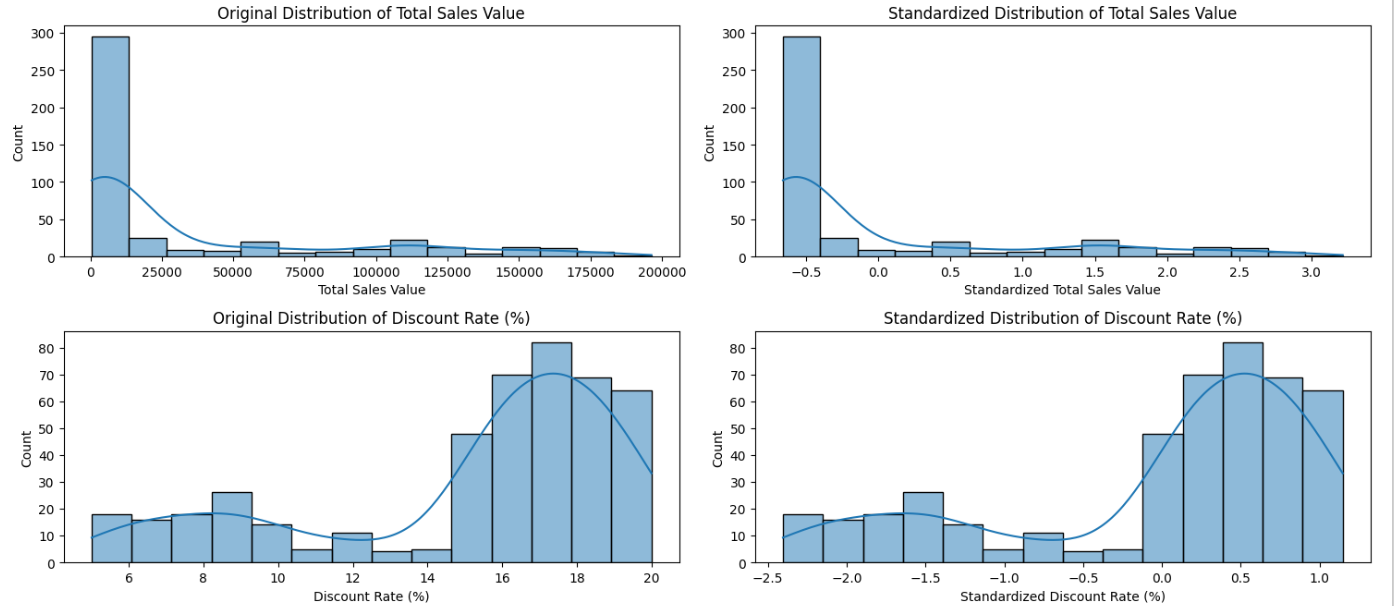 Original Distribution of Total Sales Value
300
250
200
150
100
50
0
Count
0 25000 50000 75000 100000 125000 150000 175000 200000
Total Sales Value
Standardized Distribution of Total Sales Value
300
250
200
150
100
50
0
Count
−0.5 0.0 0.5 1.0 1.5 2.0 2.5 3.0
Standardized Total Sales Value
Original Distribution of Discount Rate (%)
80
70
60
50
40
30
20
10
0
Count
6 8 10 12 14 16 18 20
Discount Rate (%)
Standardized Distribution of Discount Rate (%)
80
70
60
50
40
30
20
10
0
Count
−2.5 −2.0 −1.5 −1.0 −0.5 0.0 0.5 1.0
Standardized Discount Rate (%)